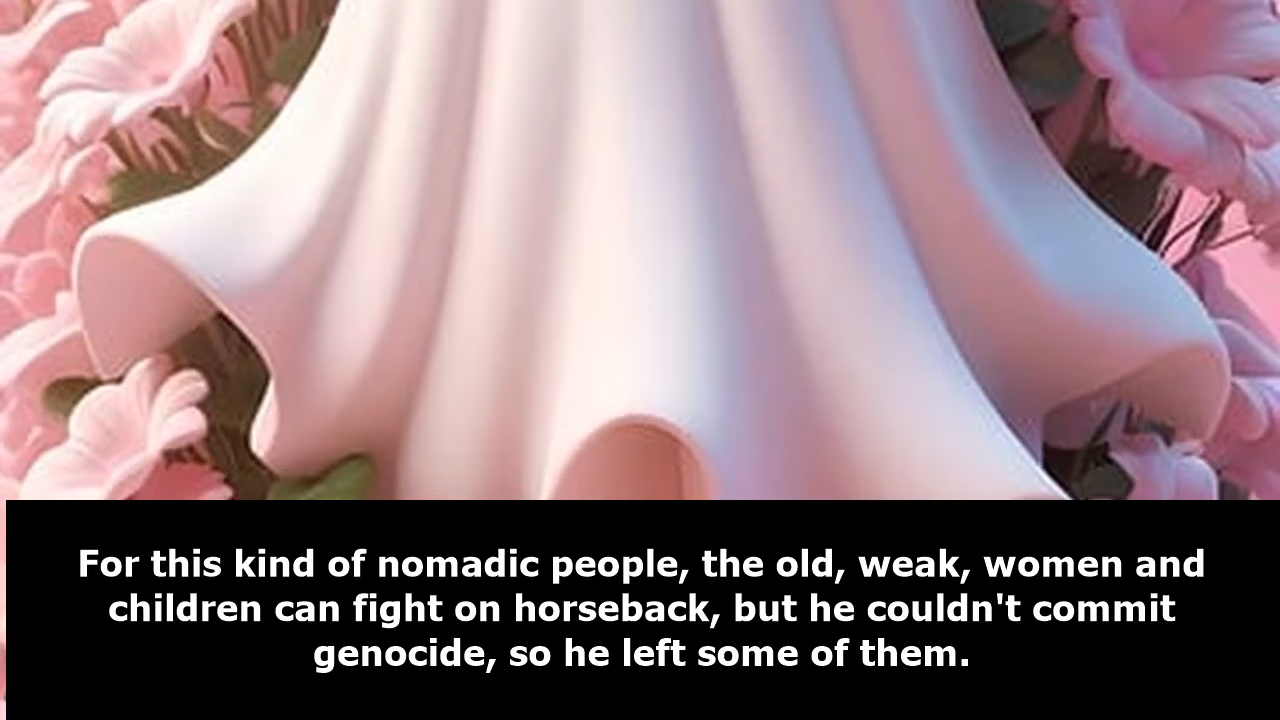 For this kind of nomadic people, the old, weak, women and
children can fight on horseback, but he couldn't commit
genocide, so he left some of them.